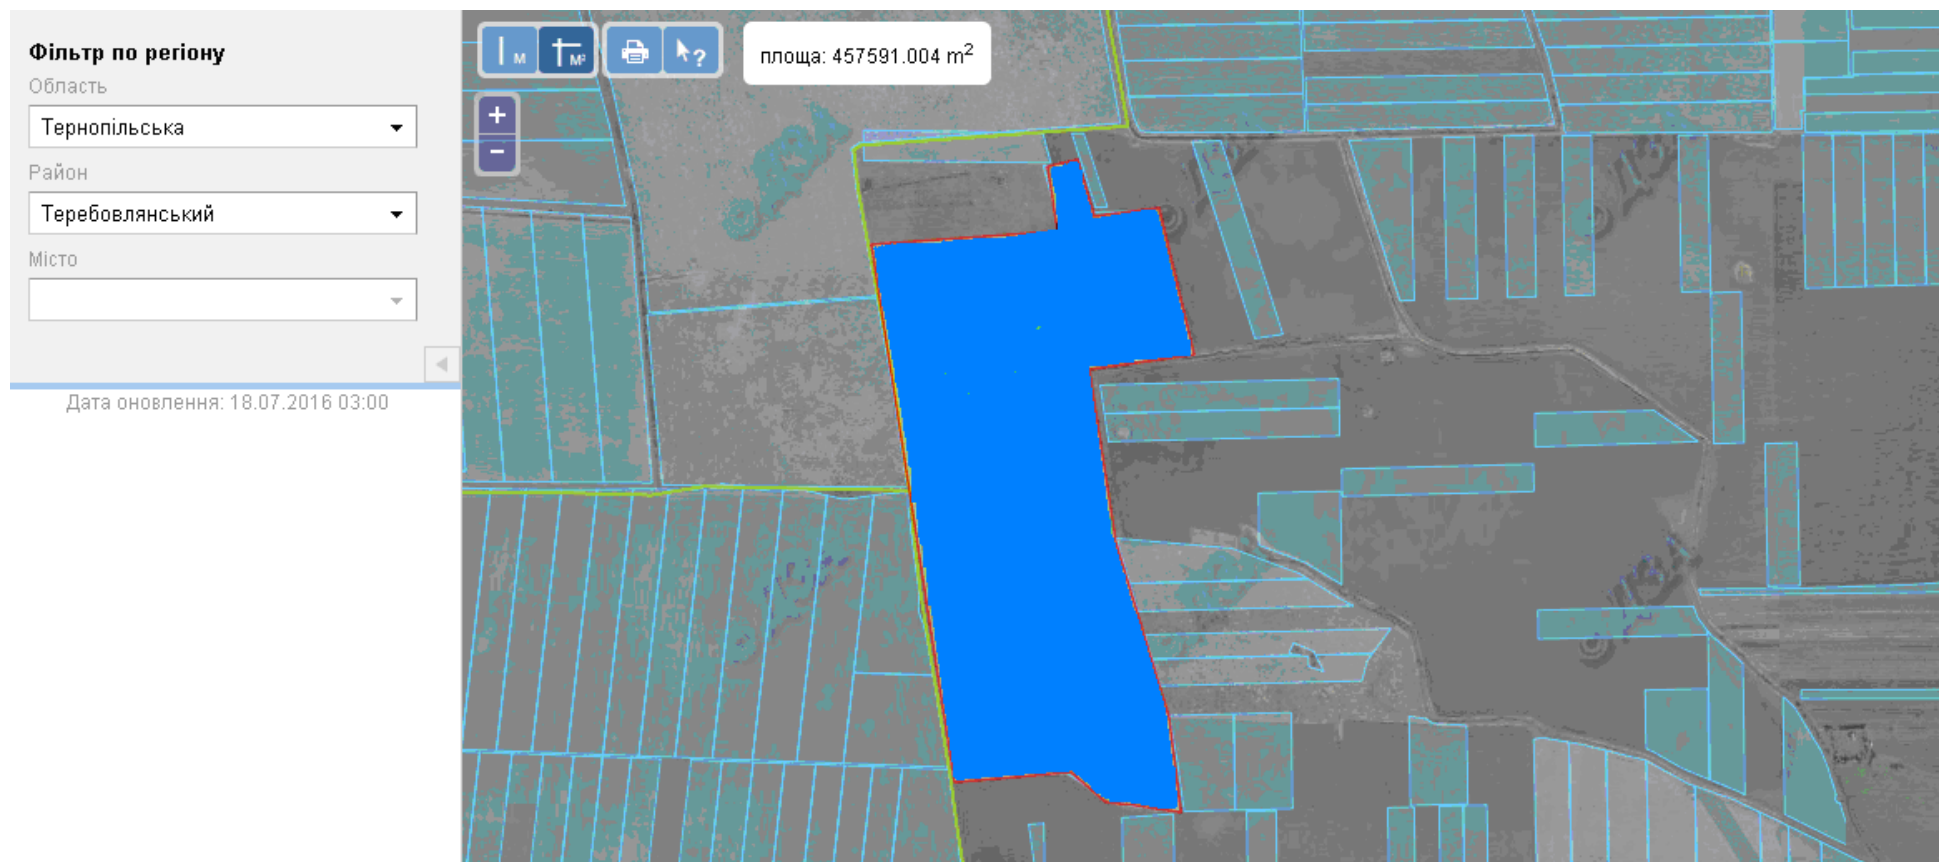 Фільтр по регіону
Область
Тернопільська
Район
Теребовлянський
Місто
Дата оновлення: 18.07.2016 03:00
м
м²
?
площа: 457591.004 m²
+
−